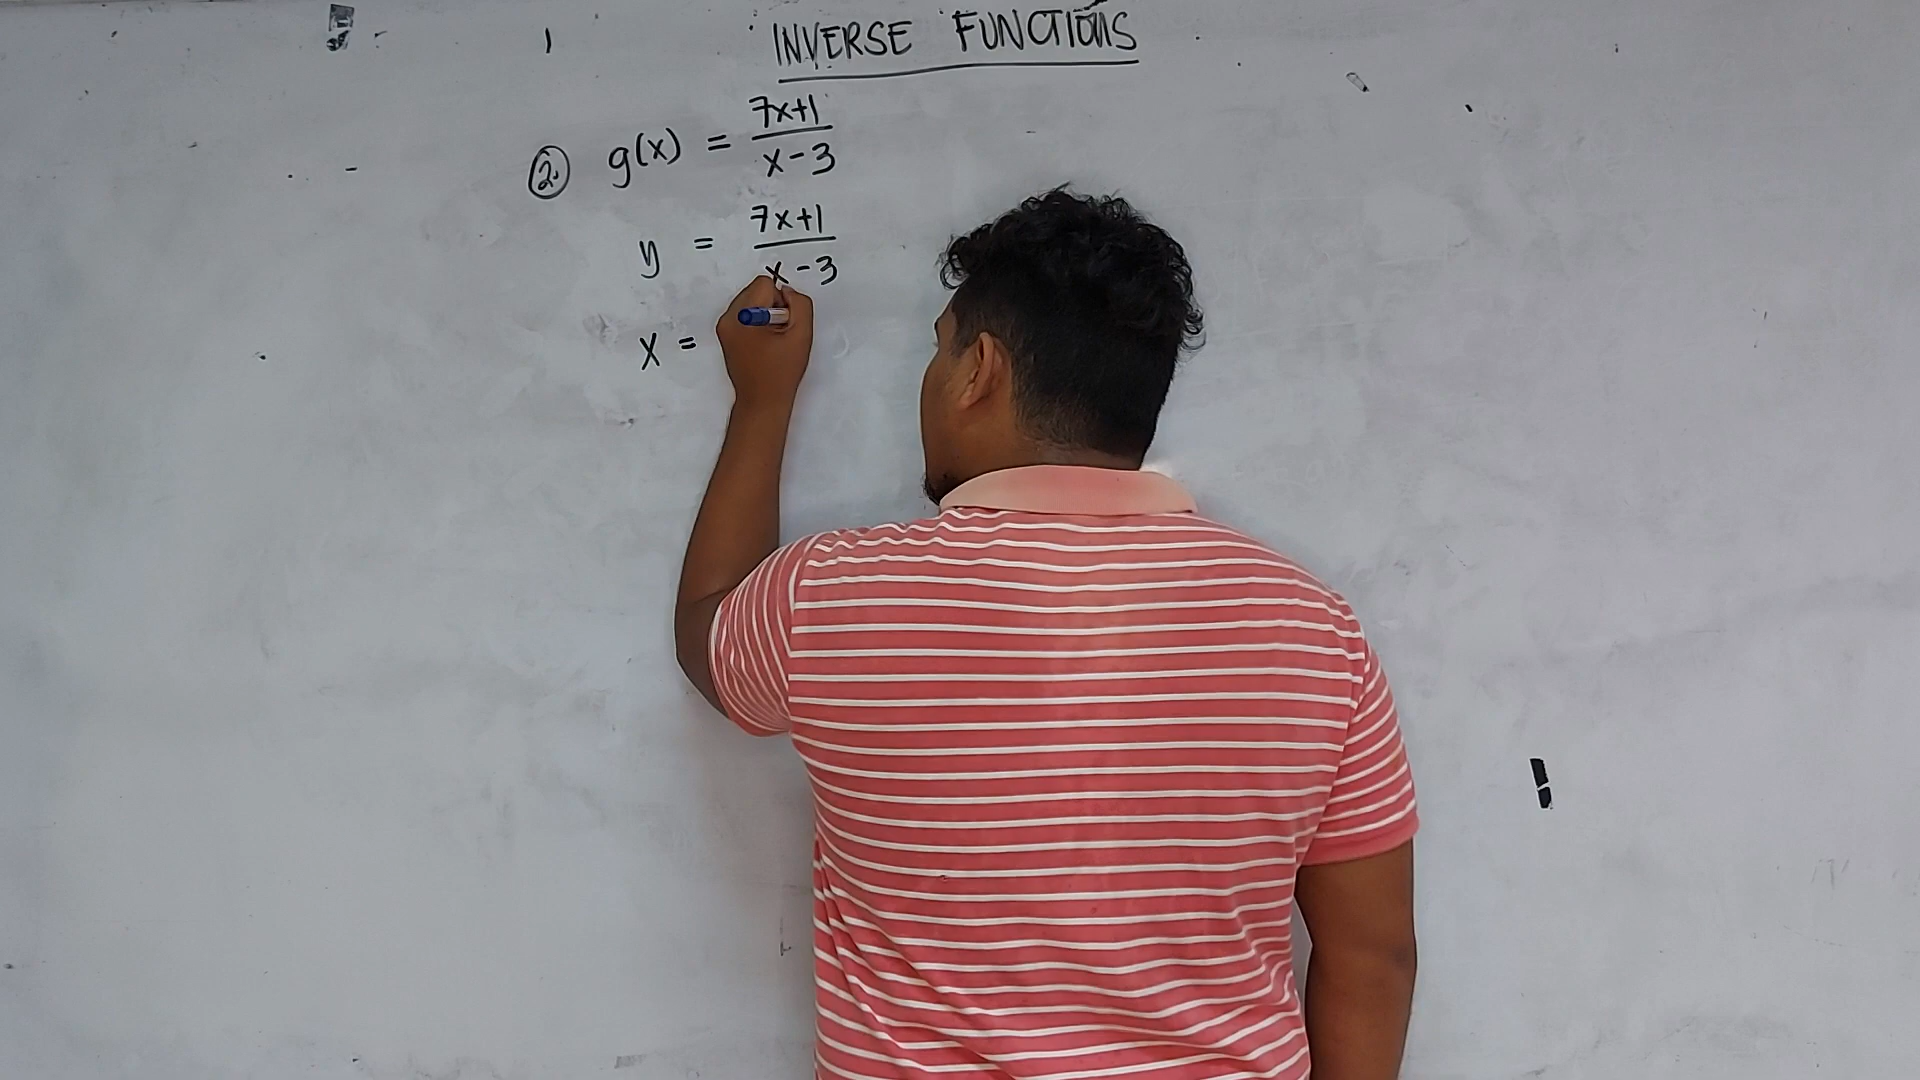 INVERSE FUNCTIONS
2. g(x) = 7x+1 / x-3
y = 7x+1 / x-3
x =